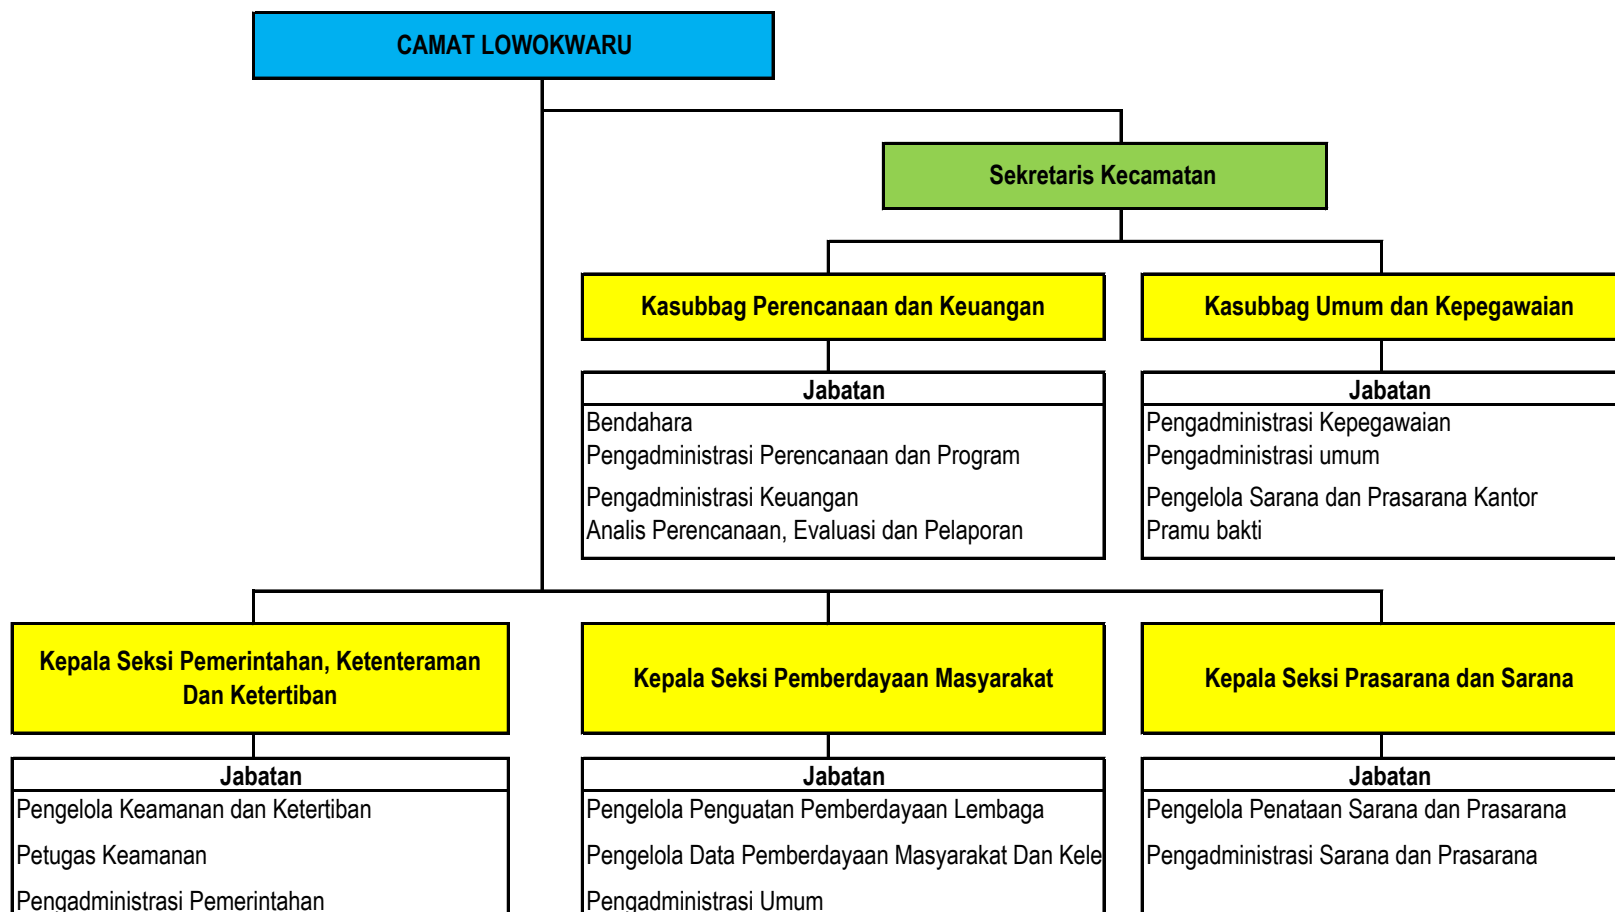 CAMAT LOWOKWARU
Sekretaris Kecamatan
Kasubbag Perencanaan dan Keuangan
Kasubbag Umum dan Kepegawaian
Jabatan
Bendahara
Pengadministrasi Perencanaan dan Program
Pengadministrasi Keuangan
Analis Perencanaan, Evaluasi dan Pelaporan
Jabatan
Pengadministrasi Kepegawaian
Pengadministrasi umum
Pengelola Sarana dan Prasarana Kantor
Pramu bakti
Kepala Seksi Pemerintahan, Ketenteraman
Dan Ketertiban
Kepala Seksi Pemberdayaan Masyarakat
Kepala Seksi Prasarana dan Sarana
Jabatan
Pengelola Keamanan dan Ketertiban
Petugas Keamanan
Pengadministrasi Pemerintahan
Jabatan
Pengelola Penguatan Pemberdayaan Lembaga
Pengelola Data Pemberdayaan Masyarakat Dan Kele
Pengadministrasi Umum
Jabatan
Pengelola Penataan Sarana dan Prasarana
Pengadministrasi Sarana dan Prasarana